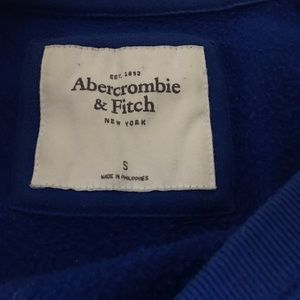 EST. 1892
Abercrombie
& Fitch
NEW YORK
S
MADE IN PHILIPPINES